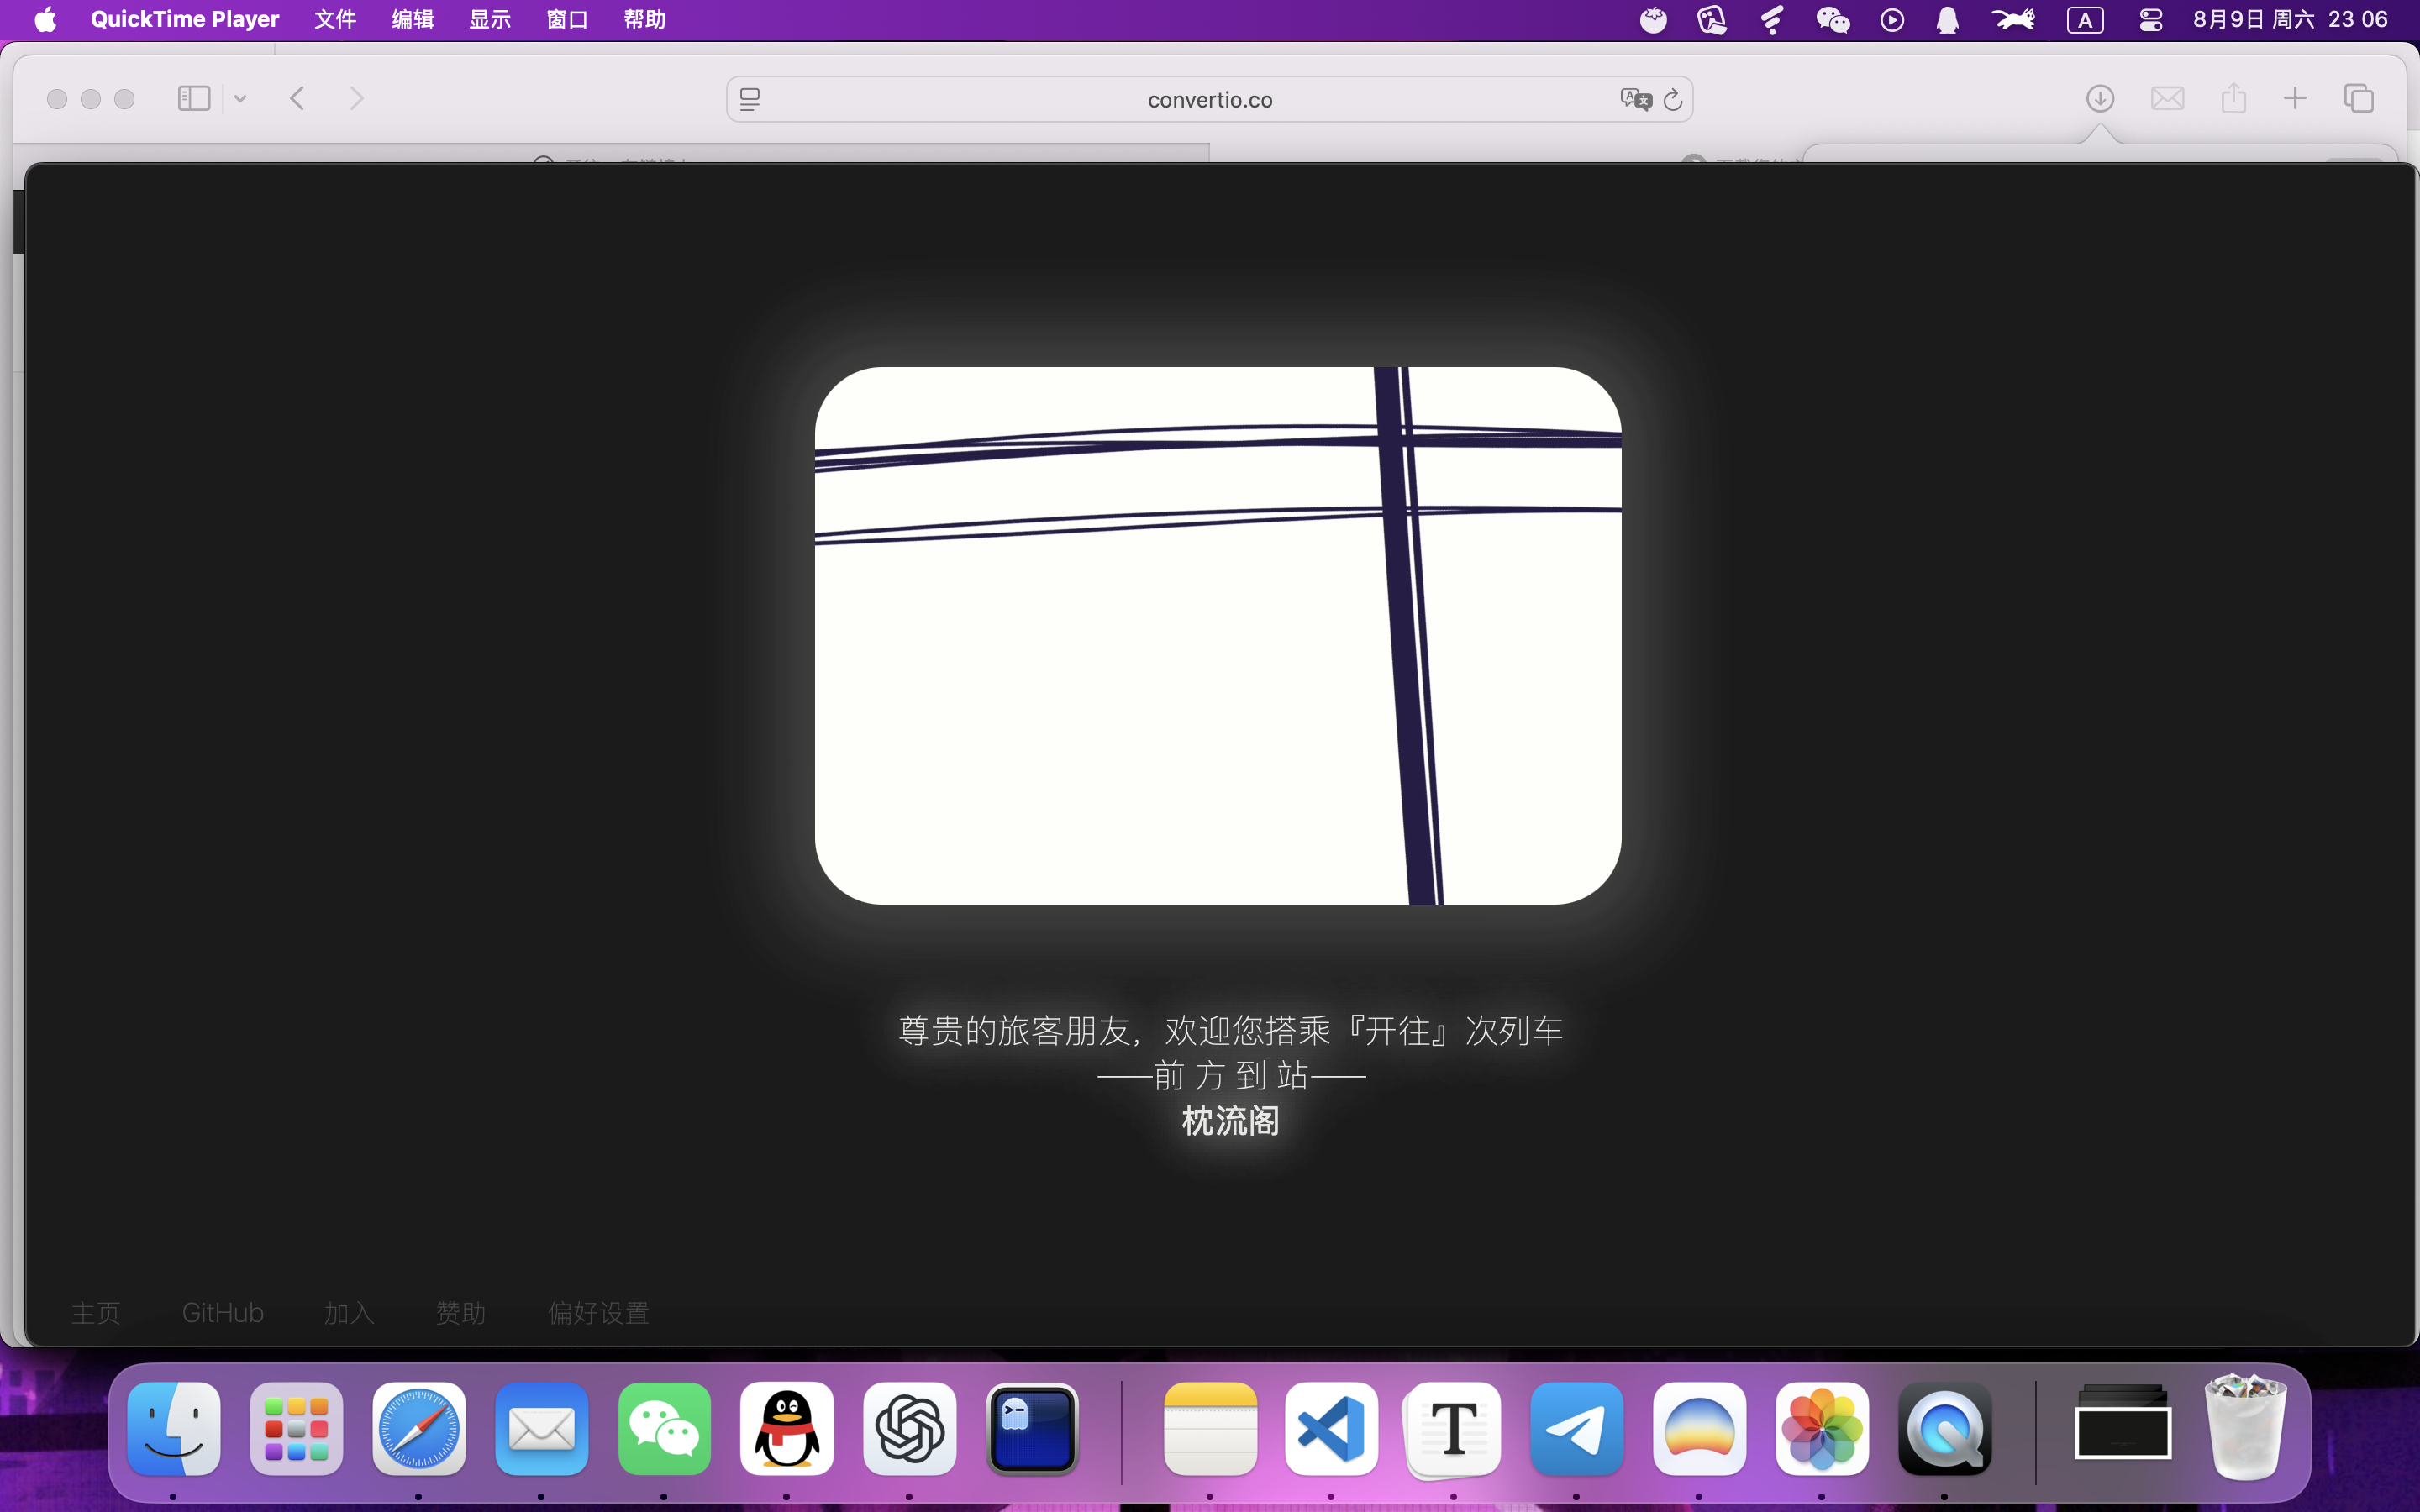 QuickTime Player 文件 编辑 显示 窗口 帮助 A 8月9日 周六 23 06
convertio.co
尊贵的旅客朋友，欢迎您搭乘『开往』次列车
——前 方 到 站——
枕流阁
主页 GitHub 加入 赞助 偏好设置